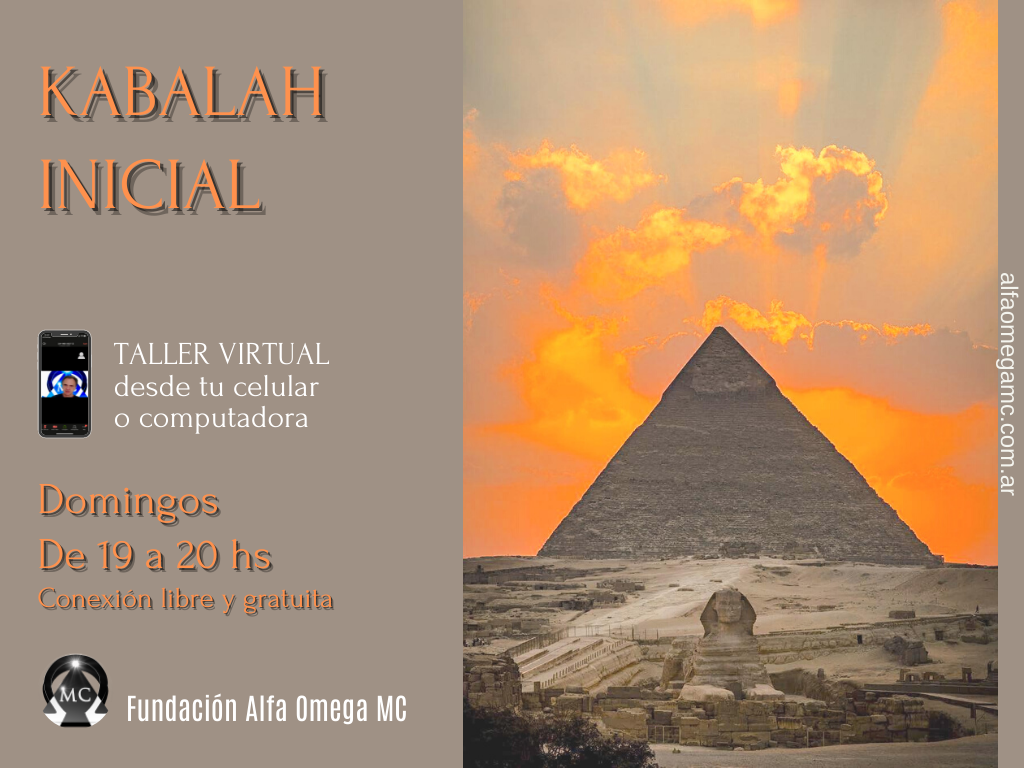 KABALAH
INICIAL
TALLER VIRTUAL
desde tu celular
o computadora
Domingos
De 19 a 20 hs
Conexión libre y gratuita
MC
Fundación Alfa Omega MC
alfaomegamc.com.ar